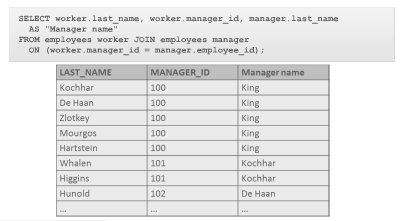 SELECT worker.last_name, worker.manager_id, manager.last_name
AS "Manager name"
FROM employees worker JOIN employees manager
ON (worker.manager_id = manager.employee_id);
LAST_NAME MANAGER_ID Manager name
Kochhar 100 King
De Haan 100 King
Zlotkey 100 King
Mourgos 100 King
Hartstein 100 King
Whalen 101 Kochhar
Higgins 101 Kochhar
Hunold 102 De Haan
... ... ...